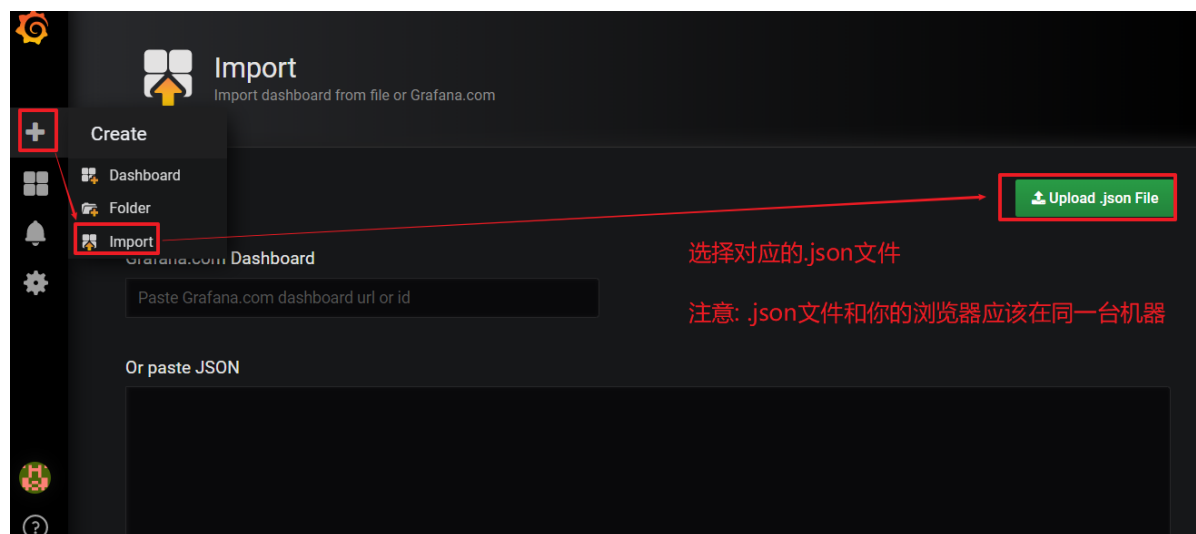 Import
Import dashboard from file or Grafana.com
Create
Dashboard
Folder
Import
Upload .json File
Grafana.com Dashboard
选择对应的.json文件
Paste Grafana.com dashboard url or id
注意: .json文件和你的浏览器应该在同一台机器
Or paste JSON